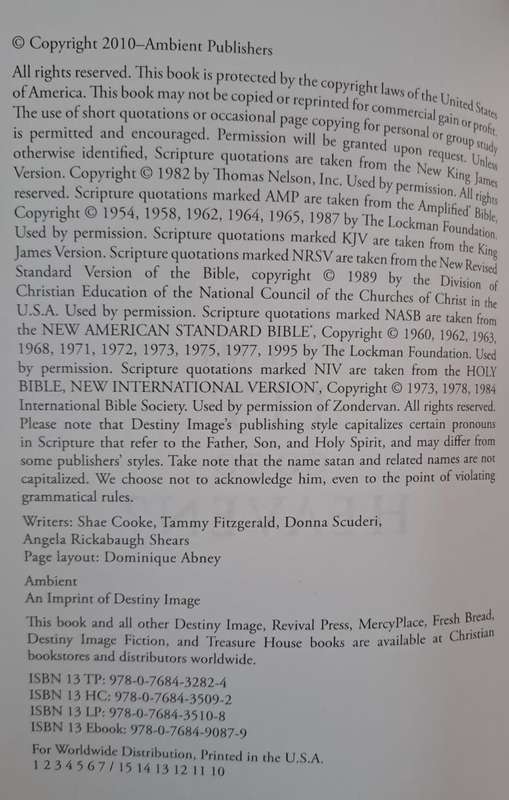 © Copyright 2010–Ambient Publishers
All rights reserved. This book is protected by the copyright laws of the United States
of America. This book may not be copied or reprinted for commercial gain or profit.
The use of short quotations or occasional page copying for personal or group study
is permitted and encouraged. Permission will be granted upon request. Unless
otherwise identified, Scripture quotations are taken from the New King James
Version. Copyright © 1982 by Thomas Nelson, Inc. Used by permission. All rights
reserved. Scripture quotations marked AMP are taken from the Amplified® Bible,
Copyright © 1954, 1958, 1962, 1964, 1965, 1987 by The Lockman Foundation.
Used by permission. Scripture quotations marked KJV are taken from the King
James Version. Scripture quotations marked NRSV are taken from the New Revised
Standard Version of the Bible, copyright © 1989 by the Division of
Christian Education of the National Council of the Churches of Christ in the
U.S.A. Used by permission. Scripture quotations marked NASB are taken from
the NEW AMERICAN STANDARD BIBLE®, Copyright © 1960, 1962, 1963,
1968, 1971, 1972, 1973, 1975, 1977, 1995 by The Lockman Foundation. Used
by permission. Scripture quotations marked NIV are taken from the HOLY
BIBLE, NEW INTERNATIONAL VERSION®, Copyright © 1973, 1978, 1984
International Bible Society. Used by permission of Zondervan. All rights reserved.
Please note that Destiny Image's publishing style capitalizes certain pronouns
in Scripture that refer to the Father, Son, and Holy Spirit, and may differ from
some publishers' styles. Take note that the name satan and related names are not
capitalized. We choose not to acknowledge him, even to the point of violating
grammatical rules.
Writers: Shae Cooke, Tammy Fitzgerald, Donna Scuderi,
Angela Rickabaugh Shears
Page layout: Dominique Abney
Ambient
An Imprint of Destiny Image
This book and all other Destiny Image, Revival Press, MercyPlace, Fresh Bread,
Destiny Image Fiction, and Treasure House books are available at Christian
bookstores and distributors worldwide.
ISBN 13 TP: 978-0-7684-3282-4
ISBN 13 HC: 978-0-7684-3509-2
ISBN 13 LP: 978-0-7684-3510-8
ISBN 13 Ebook: 978-0-7684-9087-9
For Worldwide Distribution, Printed in the U.S.A.
1 2 3 4 5 6 7 / 15 14 13 12 11 10